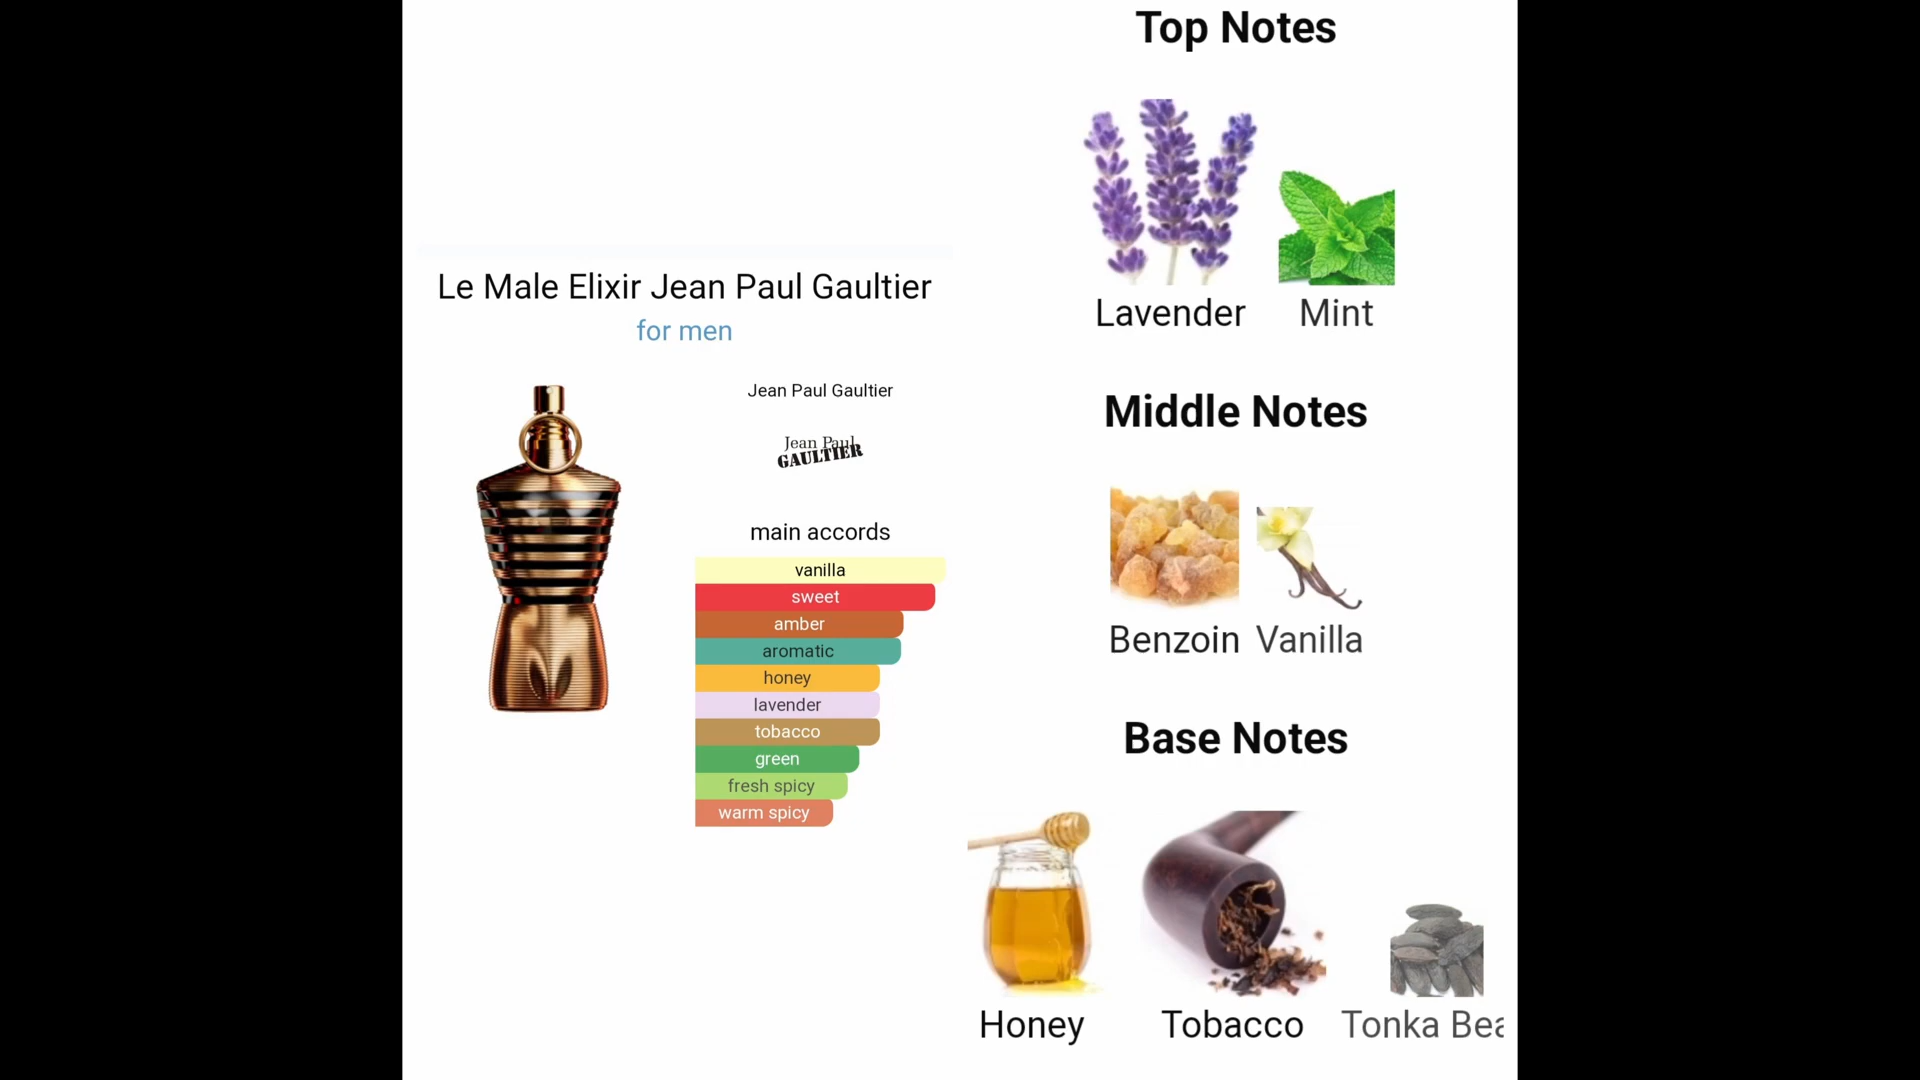 Le Male Elixir Jean Paul Gaultier
for men
Jean Paul Gaultier
Jean Paul
GAULTIER
main accords
vanilla
sweet
amber
aromatic
honey
lavender
tobacco
green
fresh spicy
warm spicy
Top Notes
Lavender Mint
Middle Notes
Benzoin Vanilla
Base Notes
Honey Tobacco Tonka Bea